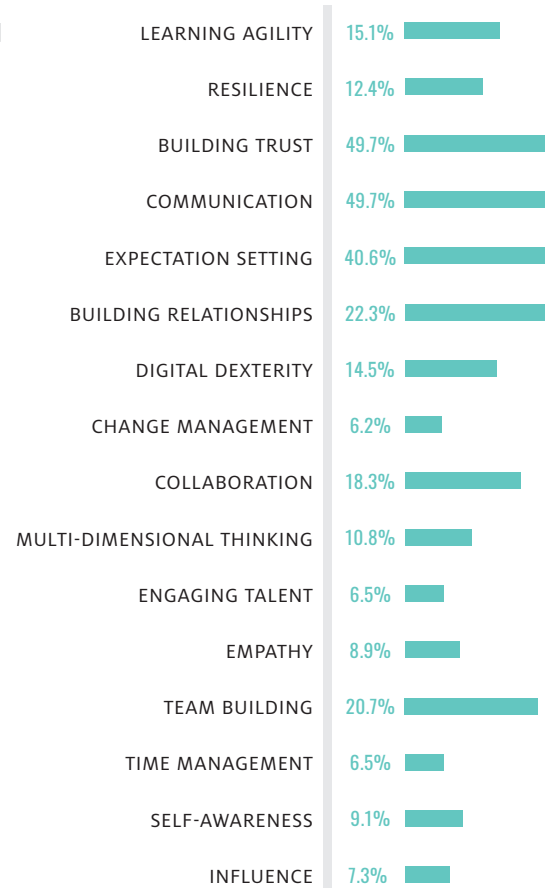 LEARNING AGILITY 15.1%
RESILIENCE 12.4%
BUILDING TRUST 49.7%
COMMUNICATION 49.7%
EXPECTATION SETTING 40.6%
BUILDING RELATIONSHIPS 22.3%
DIGITAL DEXTERITY 14.5%
CHANGE MANAGEMENT 6.2%
COLLABORATION 18.3%
MULTI-DIMENSIONAL THINKING 10.8%
ENGAGING TALENT 6.5%
EMPATHY 8.9%
TEAM BUILDING 20.7%
TIME MANAGEMENT 6.5%
SELF-AWARENESS 9.1%
INFLUENCE 7.3%